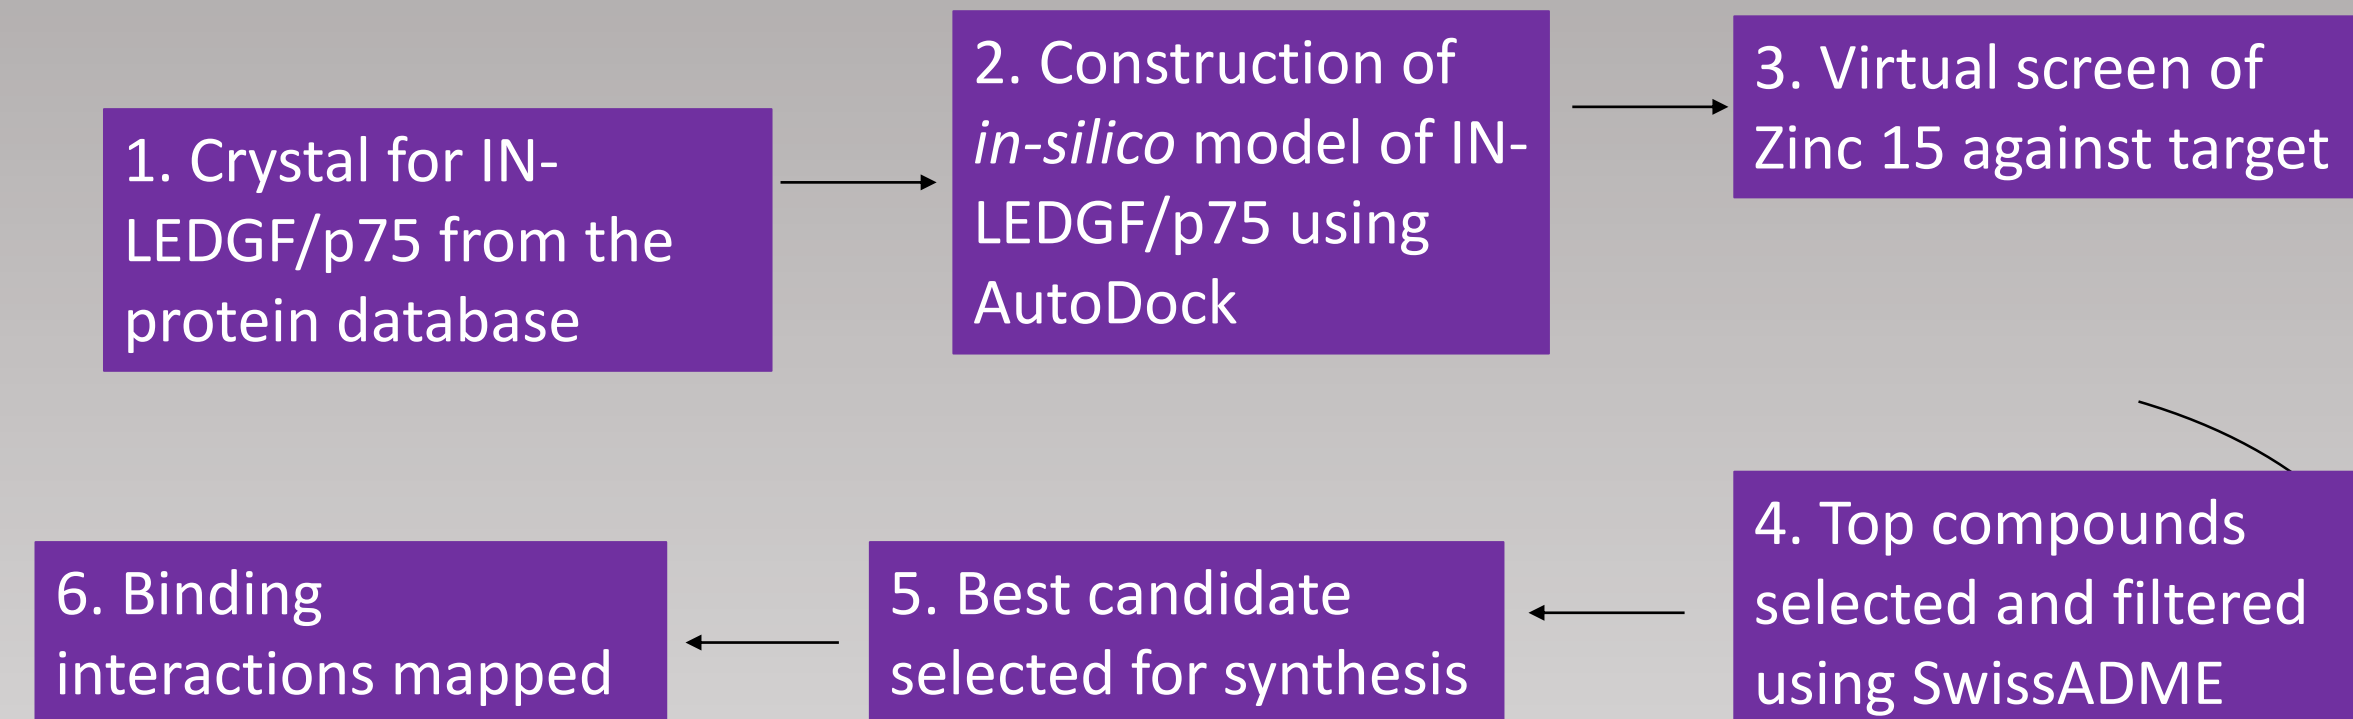 1. Crystal for IN-
LEDGF/p75 from the
protein database
2. Construction of
in-silico model of IN-
LEDGF/p75 using
AutoDock
3. Virtual screen of
Zinc 15 against target
4. Top compounds
selected and filtered
using SwissADME
5. Best candidate
selected for synthesis
6. Binding
interactions mapped